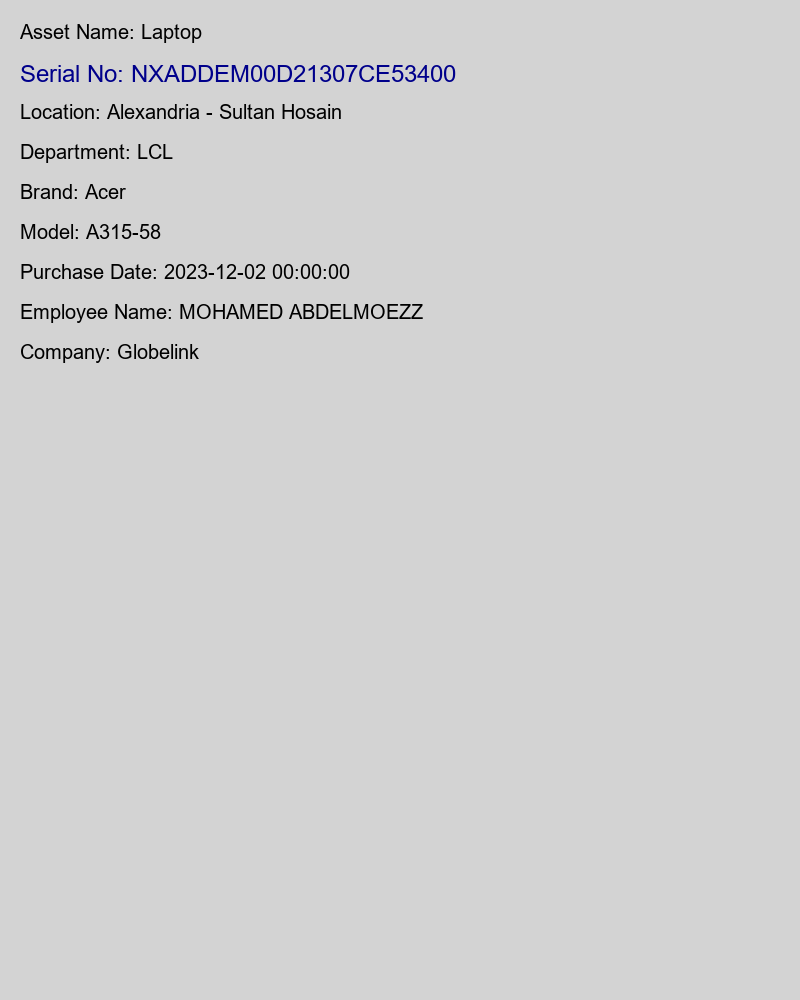 Asset Name: Laptop
Serial No: NXADDEM00D21307CE53400
Location: Alexandria - Sultan Hosain
Department: LCL
Brand: Acer
Model: A315-58
Purchase Date: 2023-12-02 00:00:00
Employee Name: MOHAMED ABDELMOEZZ
Company: Globelink